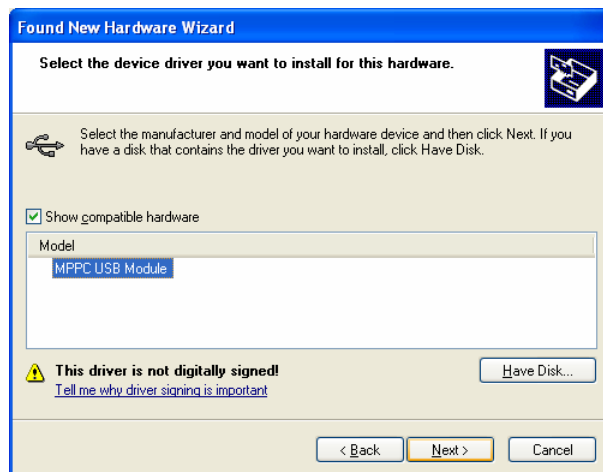 Found New Hardware Wizard
Select the device driver you want to install for this hardware.
Select the manufacturer and model of your hardware device and then click Next. If you
have a disk that contains the driver you want to install, click Have Disk.
Show compatible hardware
Model
MPPC USB Module
This driver is not digitally signed!
Tell me why driver signing is important
Have Disk...
< Back
Next >
Cancel